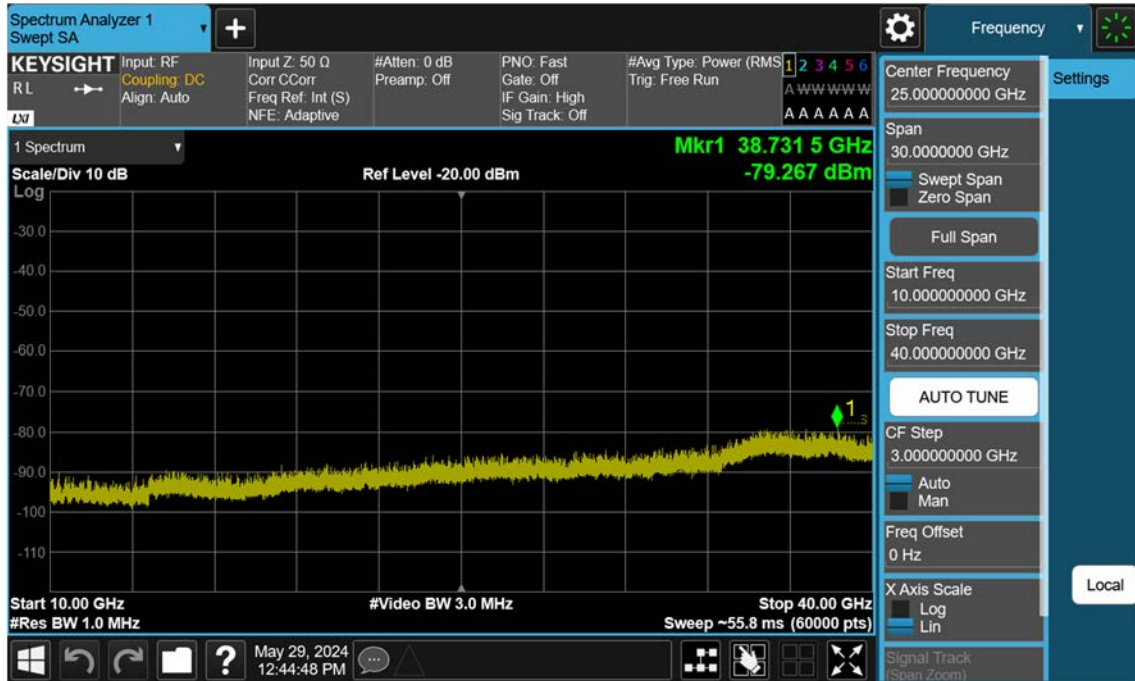 Spectrum Analyzer 1
Swept SA
Frequency
KEYSIGHT
R L
LXI
Input: RF
Coupling: DC
Align: Auto
Input Z: 50 Ω
Corr CCorr
Freq Ref: Int (S)
NFE: Adaptive
#Atten: 0 dB
Preamp: Off
PNO: Fast
Gate: Off
IF Gain: High
Sig Track: Off
#Avg Type: Power (RMS
Trig: Free Run
1 2 3 4 5 6
A W W W W W
A A A A A A
1 Spectrum
Mkr1 38.731 5 GHz
Scale/Div 10 dB
Ref Level -20.00 dBm
-79.267 dBm
Log
-30.0
-40.0
-50.0
-60.0
-70.0
1
-80.0
-90.0
-100
-110
Start 10.00 GHz
#Video BW 3.0 MHz
Stop 40.00 GHz
#Res BW 1.0 MHz
Sweep ~55.8 ms (60000 pts)
Center Frequency
25.000000000 GHz
Settings
Span
30.0000000 GHz
Swept Span
Zero Span
Full Span
Start Freq
10.000000000 GHz
Stop Freq
40.000000000 GHz
AUTO TUNE
CF Step
3.000000000 GHz
Auto
Man
Freq Offset
0 Hz
X Axis Scale
Log
Lin
Local
Signal Track
(Span Zoom)
?
May 29, 2024
12:44:48 PM